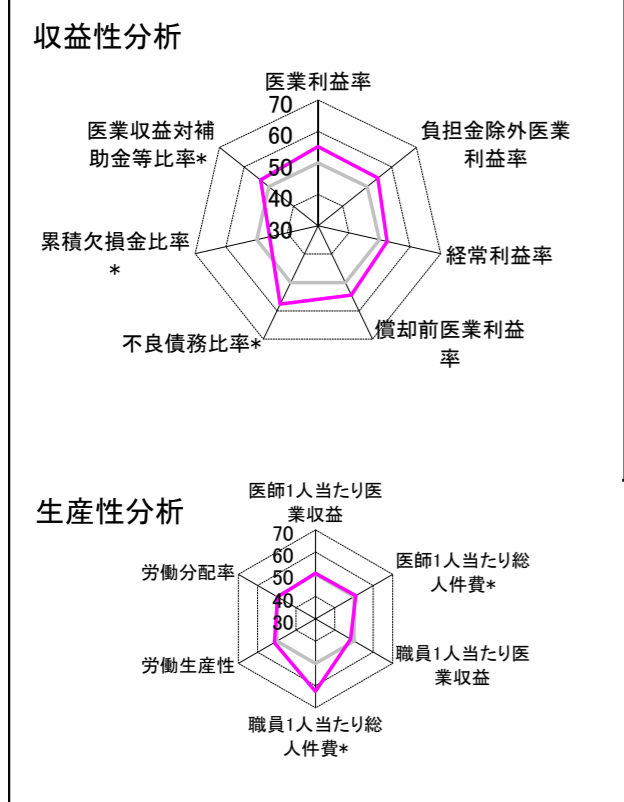 収益性分析
医業利益率
70
60
50
40
30
負担金除外医業
利益率
経常利益率
償却前医業利益
率
不良債務比率*
累積欠損金比率
*
医業収益対補
助金等比率*
生産性分析
医師1人当たり医
業収益
70
60
50
40
30
医師1人当たり総
人件費*
職員1人当たり医
業収益
職員1人当たり総
人件費*
労働生産性
労働分配率